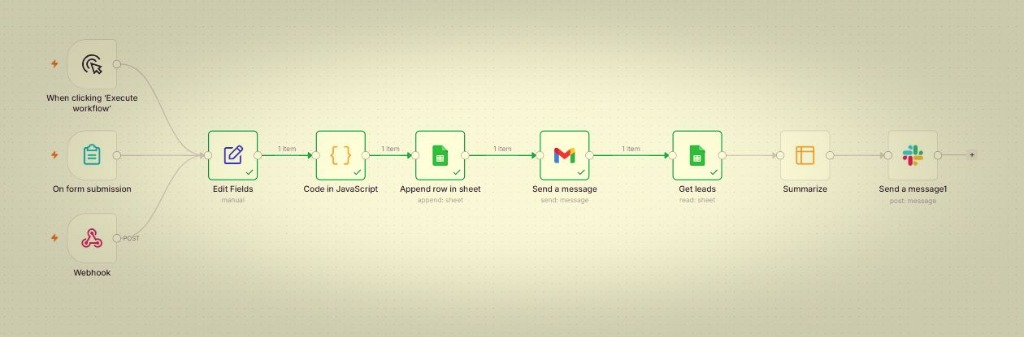 When clicking 'Execute
workflow'
On form submission
POST
Webhook
Edit Fields
manual
1 item
Code in JavaScript
1 item
Append row in sheet
append: sheet
1 item
Send a message
send: message
1 item
Get leads
read: sheet
Summarize
Send a message1
post: message